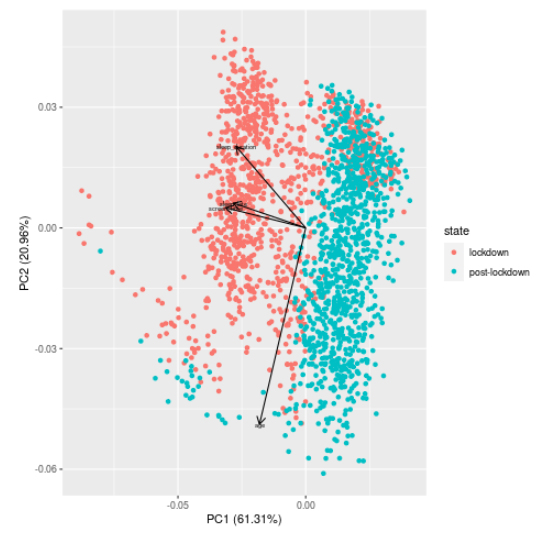 PC2 (20.96%)
0.03
0.00
-0.03
-0.06
-0.05
0.00
PC1 (61.31%)
age
state
lockdown
post-lockdown